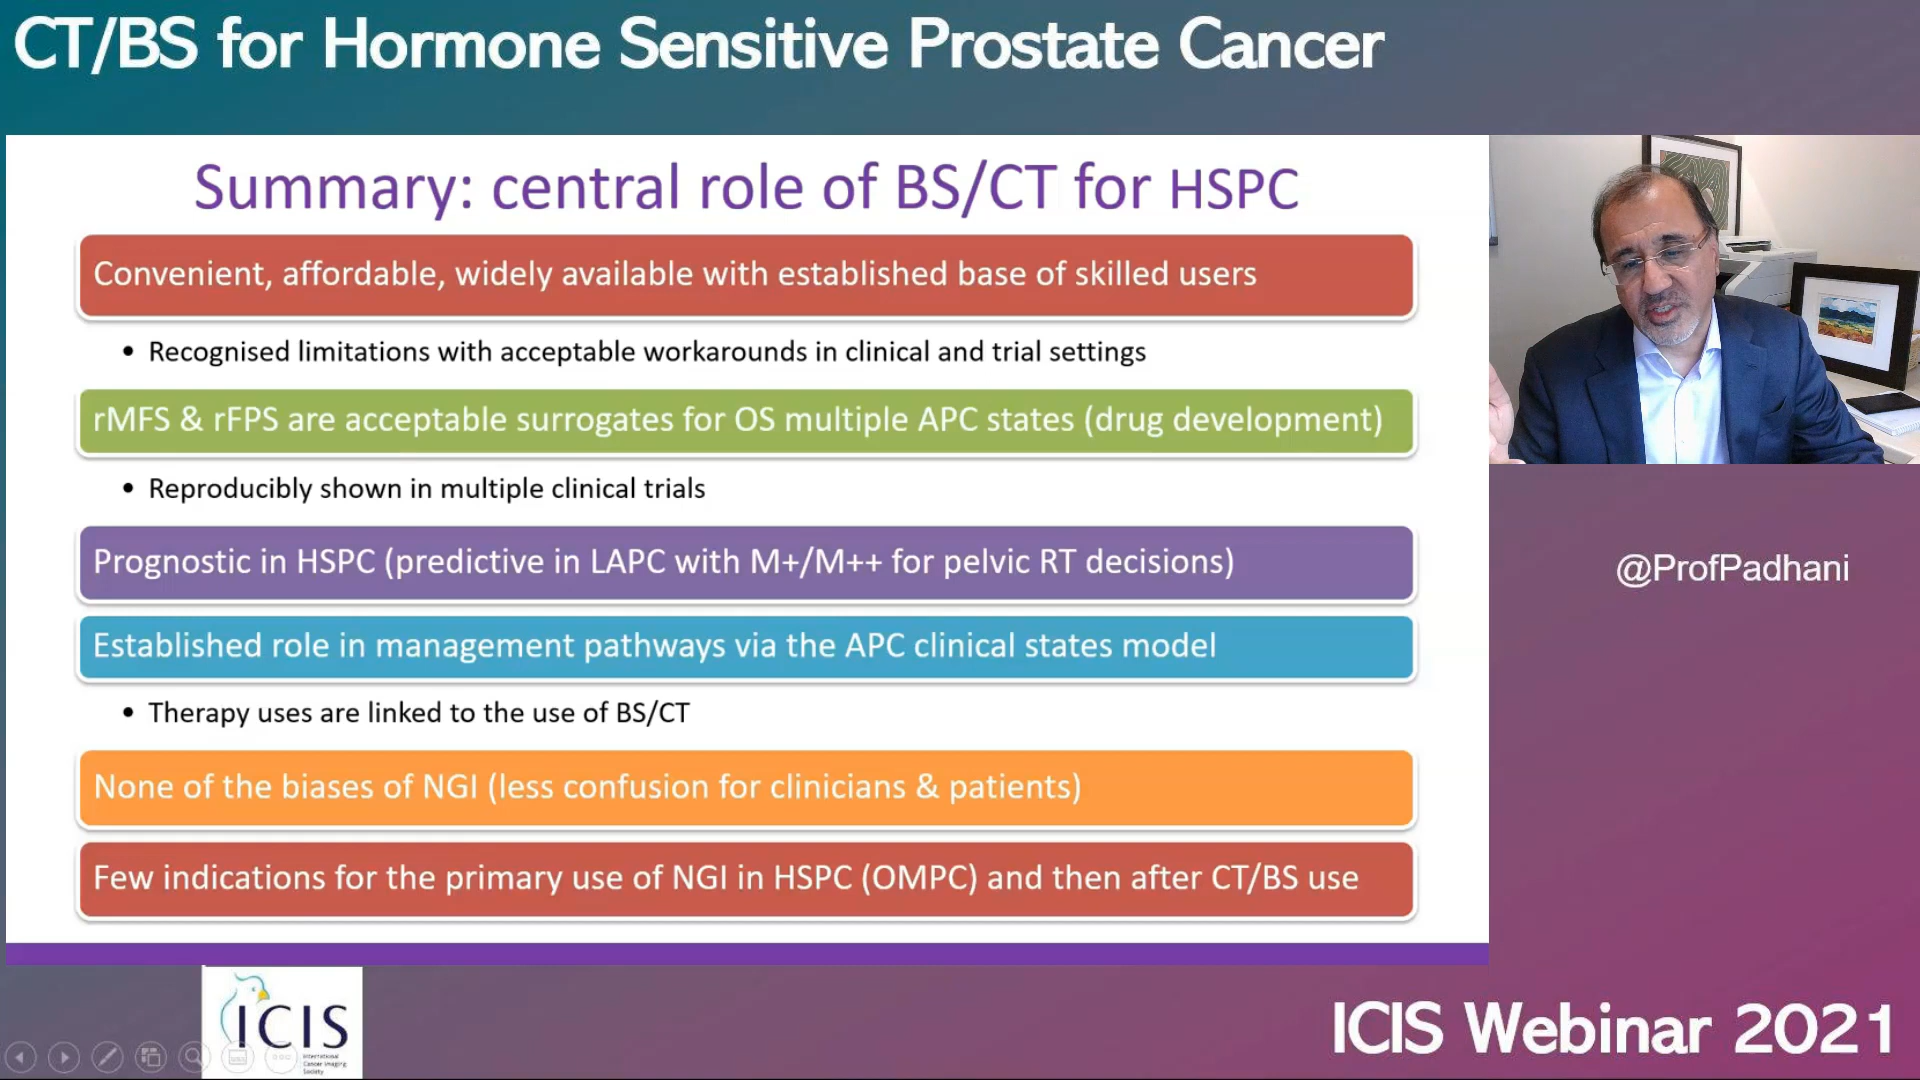 CT/BS for Hormone Sensitive Prostate Cancer
Summary: central role of BS/CT for HSPC
Convenient, affordable, widely available with established base of skilled users
• Recognised limitations with acceptable workarounds in clinical and trial settings
rMFS & rFPS are acceptable surrogates for OS multiple APC states (drug development)
• Reproducibly shown in multiple clinical trials
Prognostic in HSPC (predictive in LAPC with M+/M++ for pelvic RT decisions)
Established role in management pathways via the APC clinical states model
• Therapy uses are linked to the use of BS/CT
None of the biases of NGI (less confusion for clinicians & patients)
Few indications for the primary use of NGI in HSPC (OMPC) and then after CT/BS use
@ProfPadhani
ICIS
International
Cancer Imaging
Society
ICIS Webinar 2021